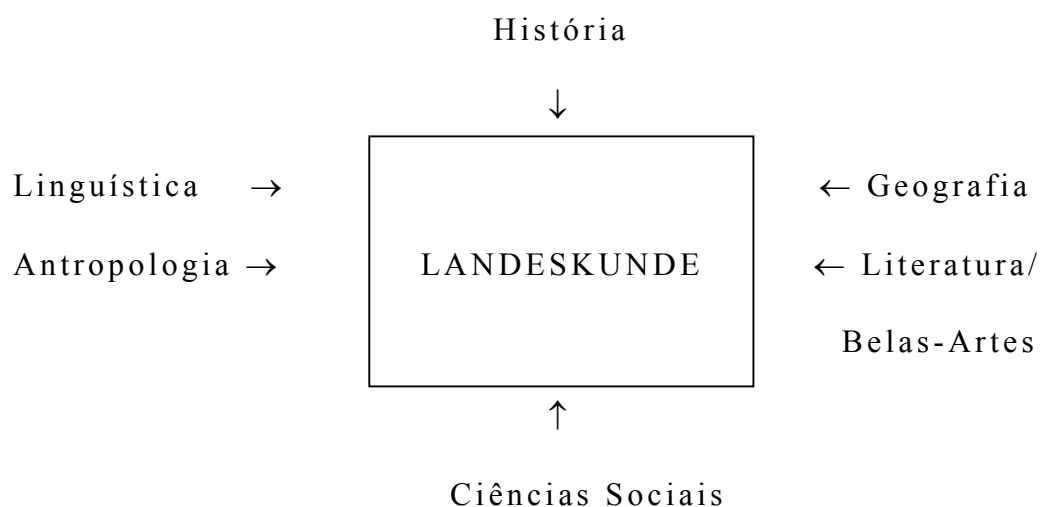 História
↓
Linguística → ← Geografia
Antropologia → LANDESKUNDE ← Literatura/
Belas-Artes
↑
Ciências Sociais